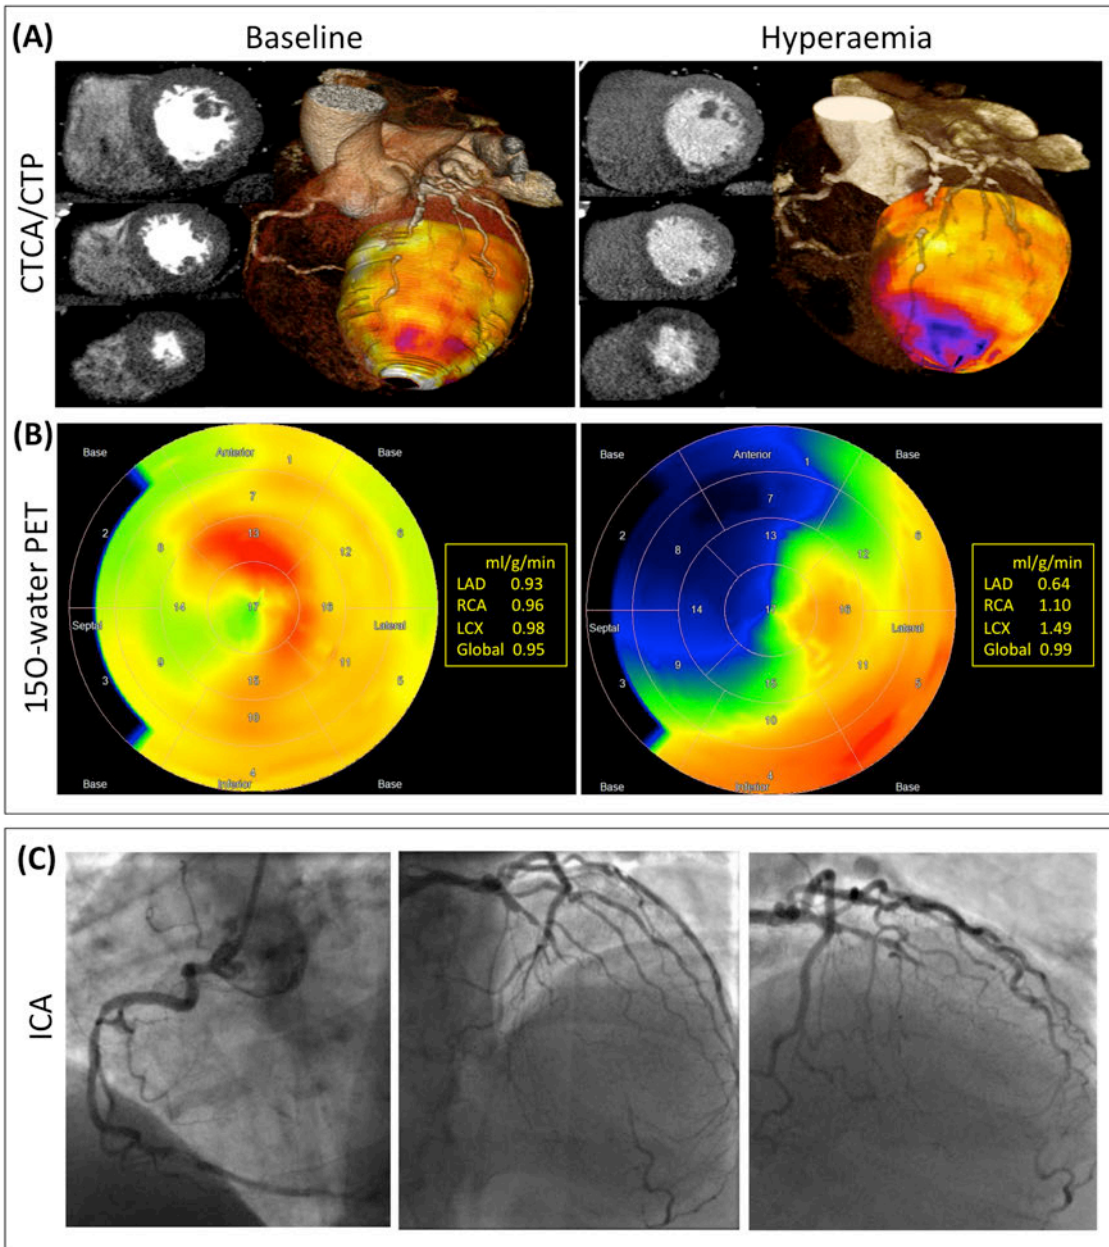 (A)
Baseline
Hyperaemia
CTCA/CTP
(B)
15O-water PET
Base
Anterior
1
Base
2
7
6
8
13
12
14
17
16
Septal
Lateral
9
15
11
3
10
5
4
Base
Inferior
Base
ml/g/min
LAD 0.93
RCA 0.96
LCX 0.98
Global 0.95
Base
Anterior
1
Base
2
7
6
8
13
12
14
16
Septal
Lateral
9
15
11
3
10
5
4
Base
Inferior
Base
ml/g/min
LAD 0.64
RCA 1.10
LCX 1.49
Global 0.99
(C)
ICA